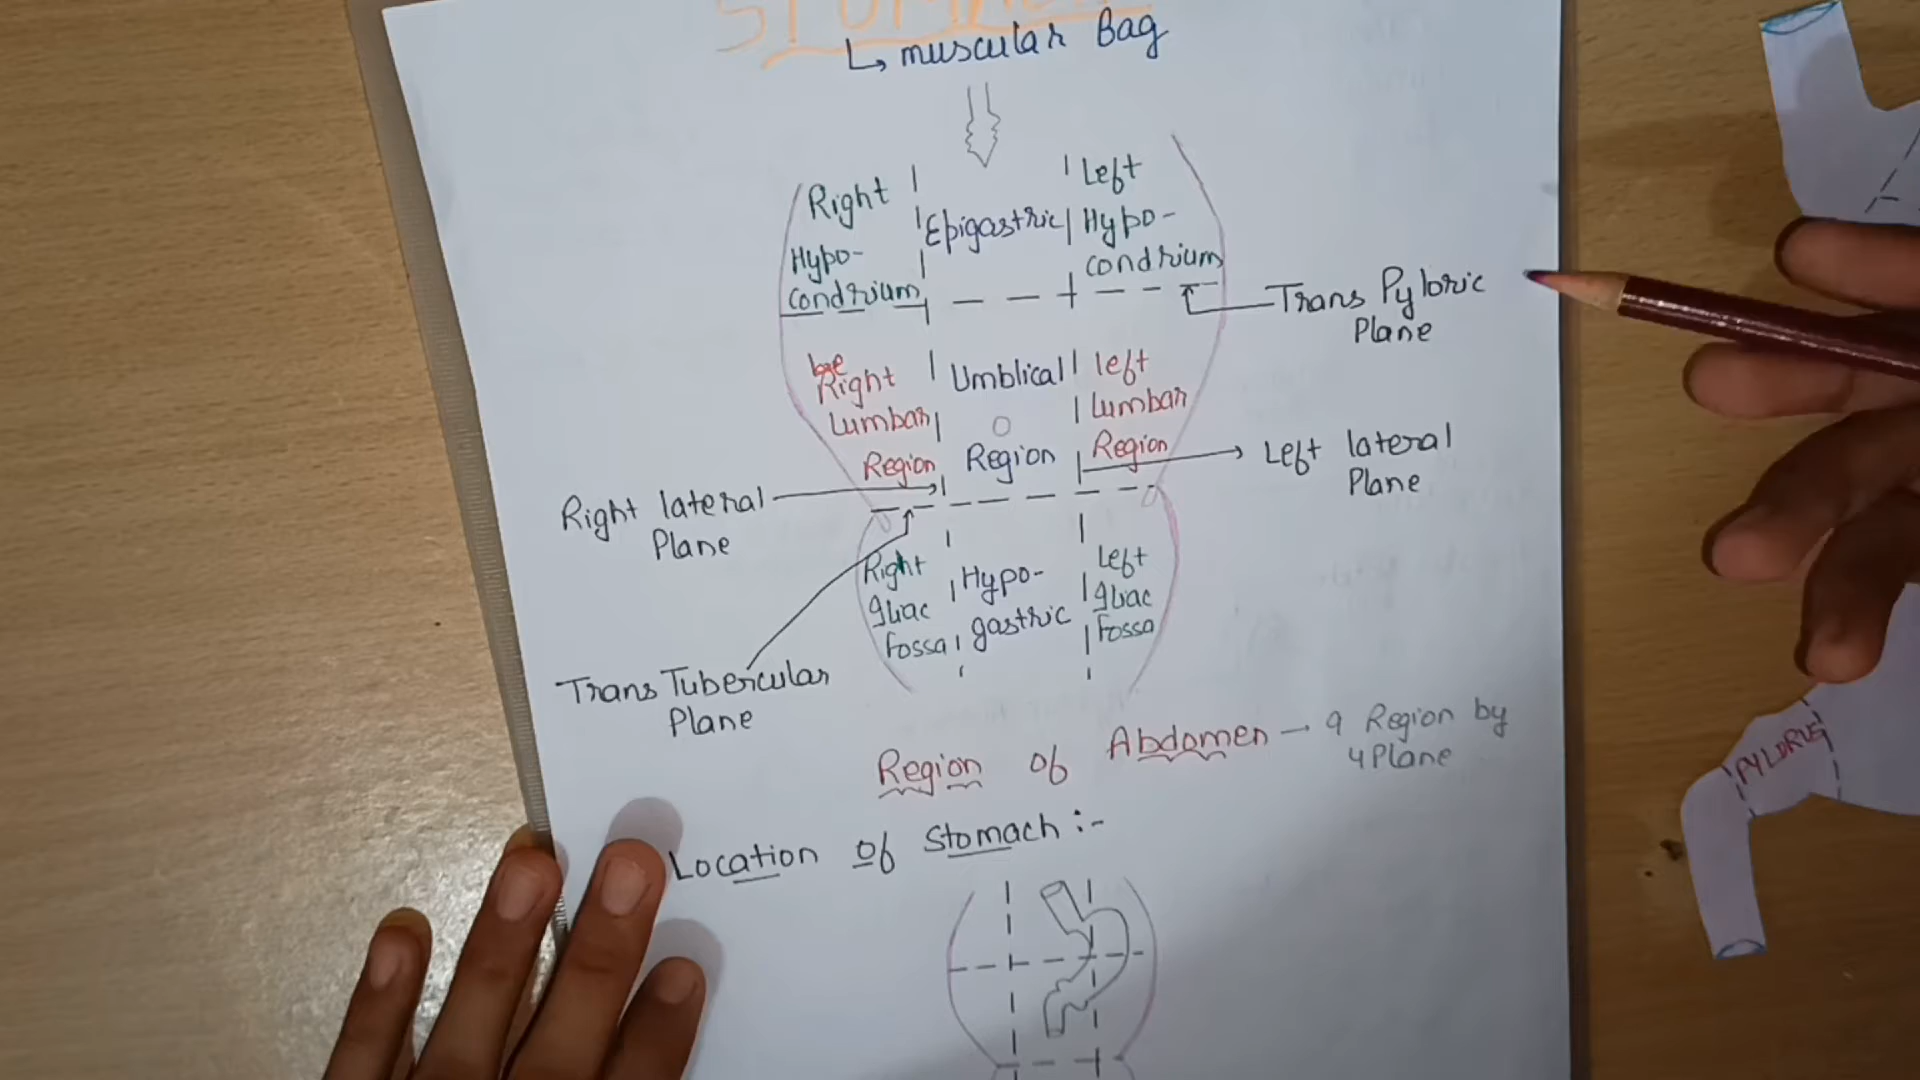 STOMACH
↳ muscular Bag
Right
Hypo-
condrium
Epigastric
Left
Hypo-
condrium
Trans Pyloric
Plane
Right
Lumbar
Region
Umblical
Region
left
lumbar
Region
Left lateral
Plane
Right lateral
Plane
Right
Iliac
fossa
Hypo-
gastric
Left
Iliac
fossa
Trans Tubercular
Plane
Region of Abdomen - 9 Region by
4 Plane
Location of Stomach :-
PYLORUS